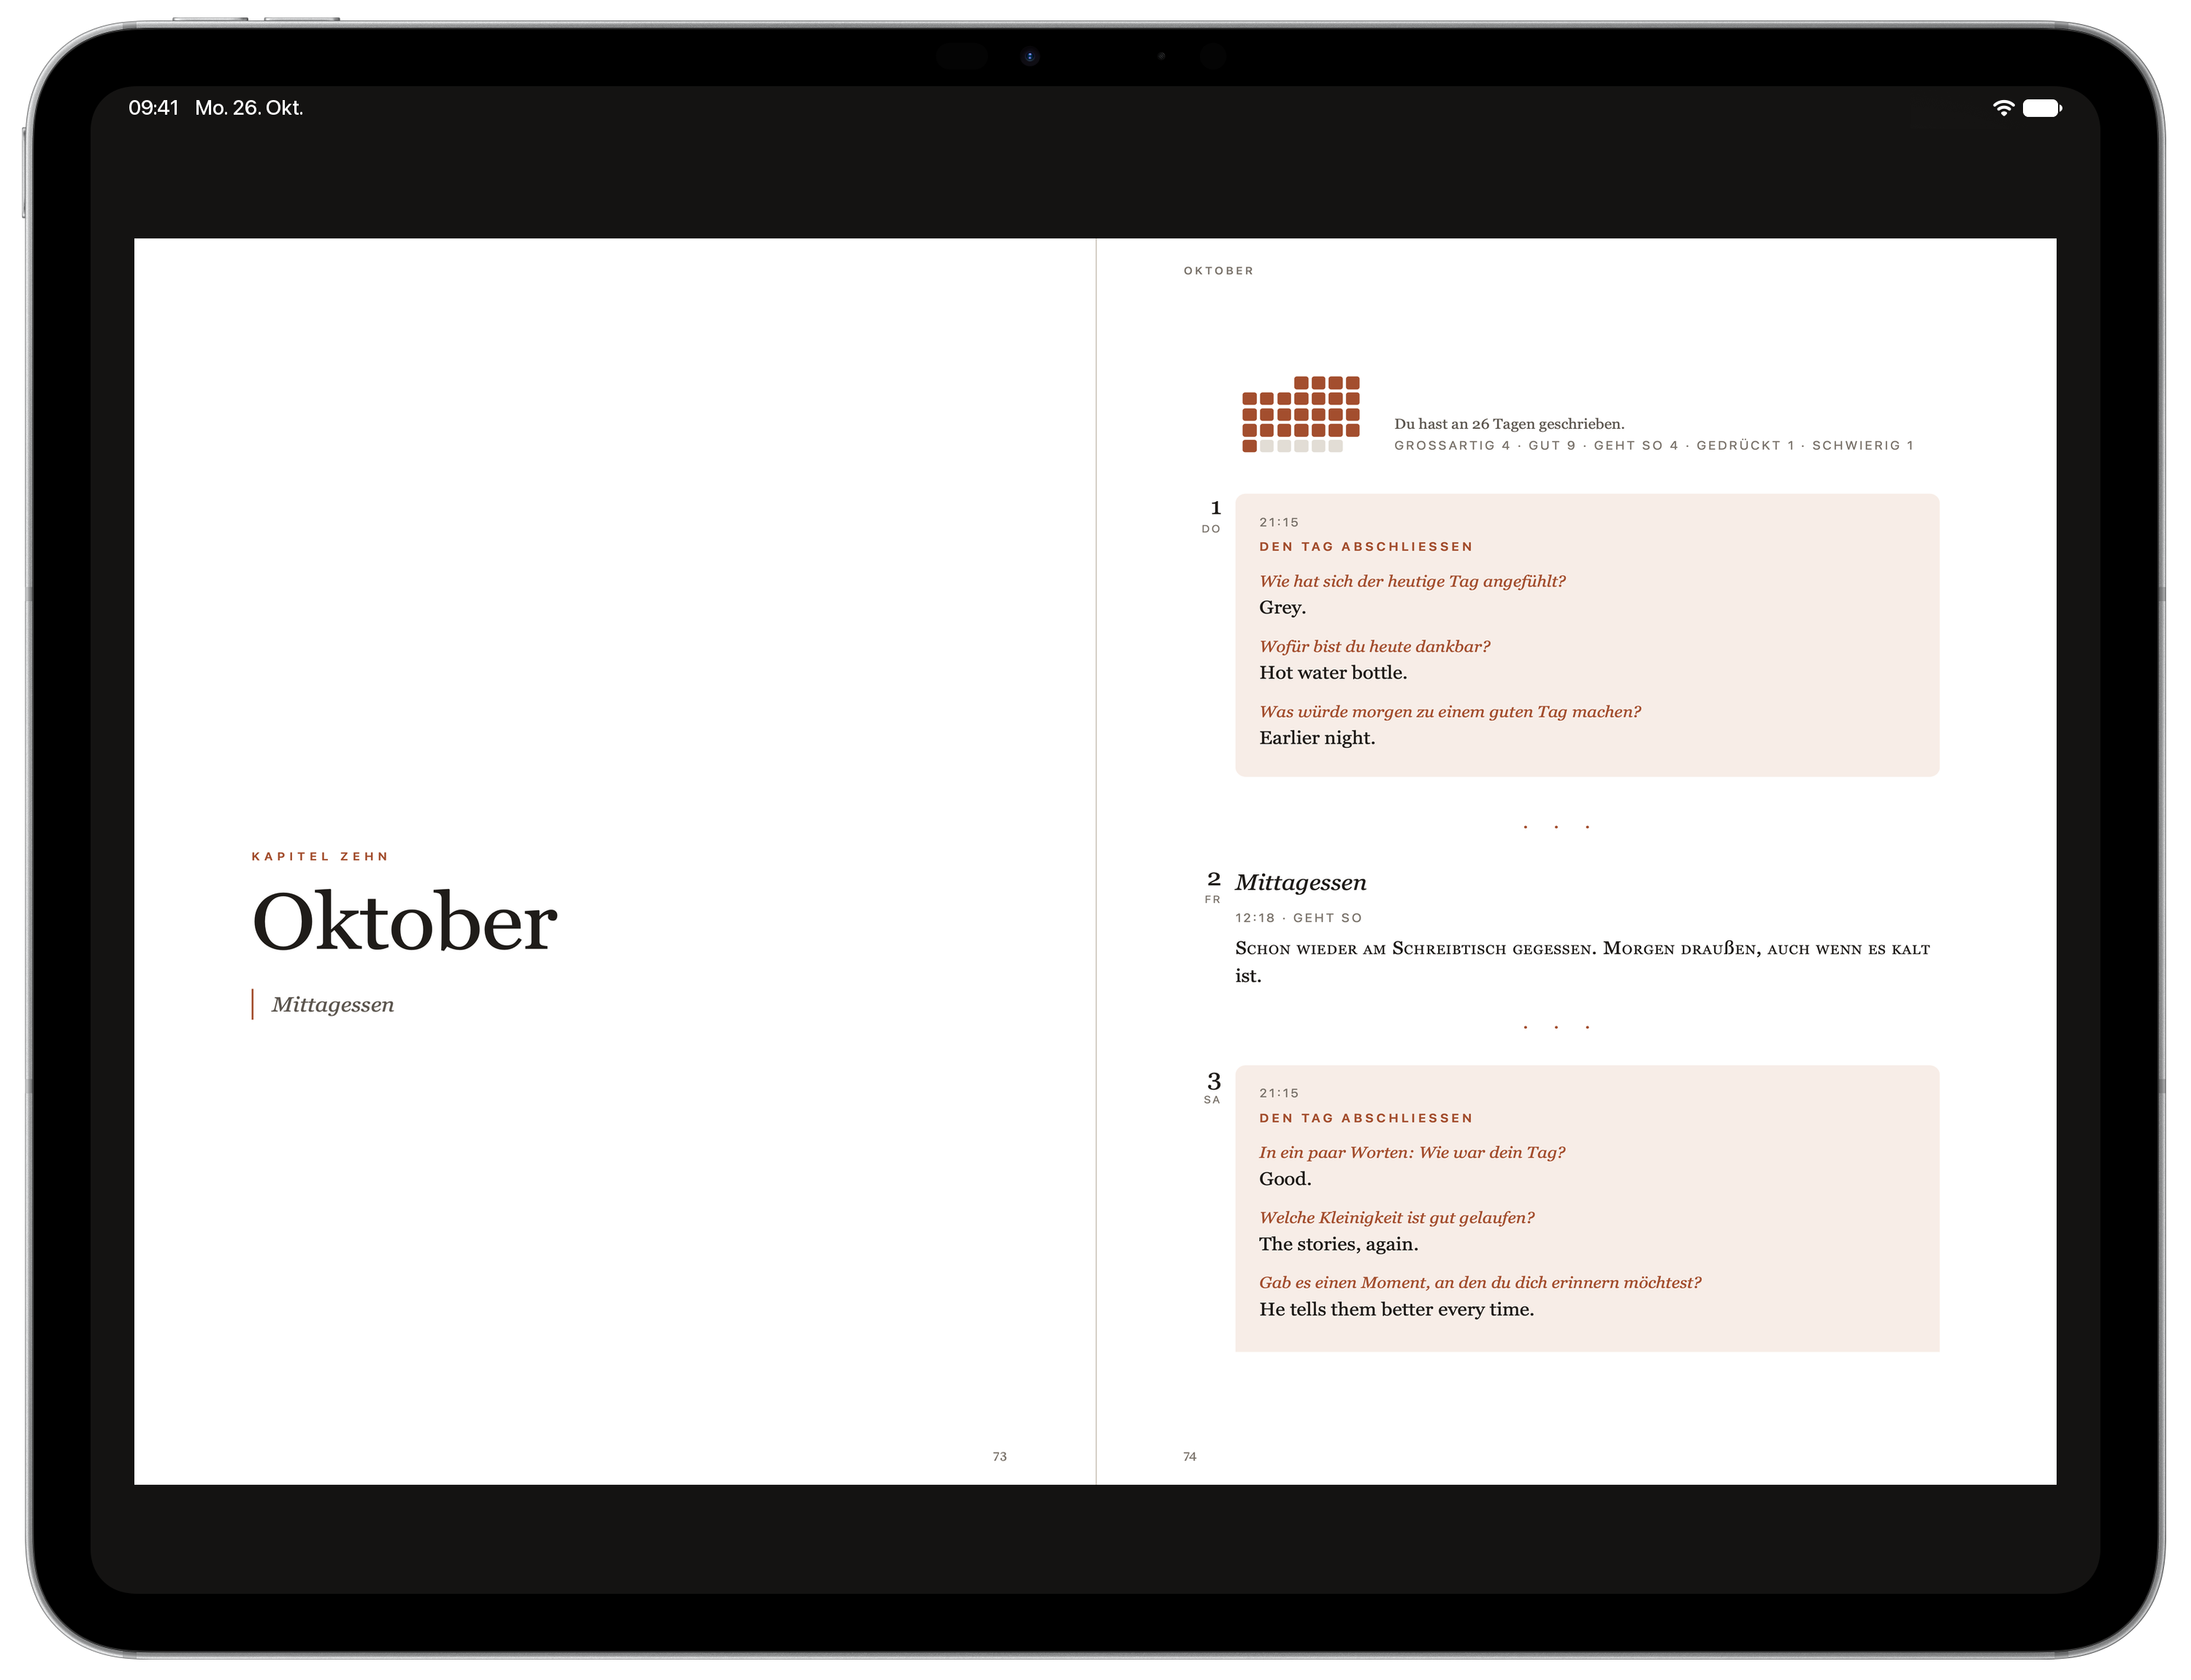 09:41 Mo. 26. Okt.
KAPITEL ZEHN
Oktober
Mittagessen
73
OKTOBER
Du hast an 26 Tagen geschrieben.
GROSSARTIG 4 · GUT 9 · GEHT SO 4 · GEDRÜCKT 1 · SCHWIERIG 1
1
DO
21:15
DEN TAG ABSCHLIESSEN
Wie hat sich der heutige Tag angefühlt?
Grey.
Wofür bist du heute dankbar?
Hot water bottle.
Was würde morgen zu einem guten Tag machen?
Earlier night.
· · ·
2
FR
Mittagessen
12:18 · GEHT SO
Schon wieder am Schreibtisch gegessen. Morgen draußen, auch wenn es kalt
ist.
· · ·
3
SA
21:15
DEN TAG ABSCHLIESSEN
In ein paar Worten: Wie war dein Tag?
Good.
Welche Kleinigkeit ist gut gelaufen?
The stories, again.
Gab es einen Moment, an den du dich erinnern möchtest?
He tells them better every time.
74